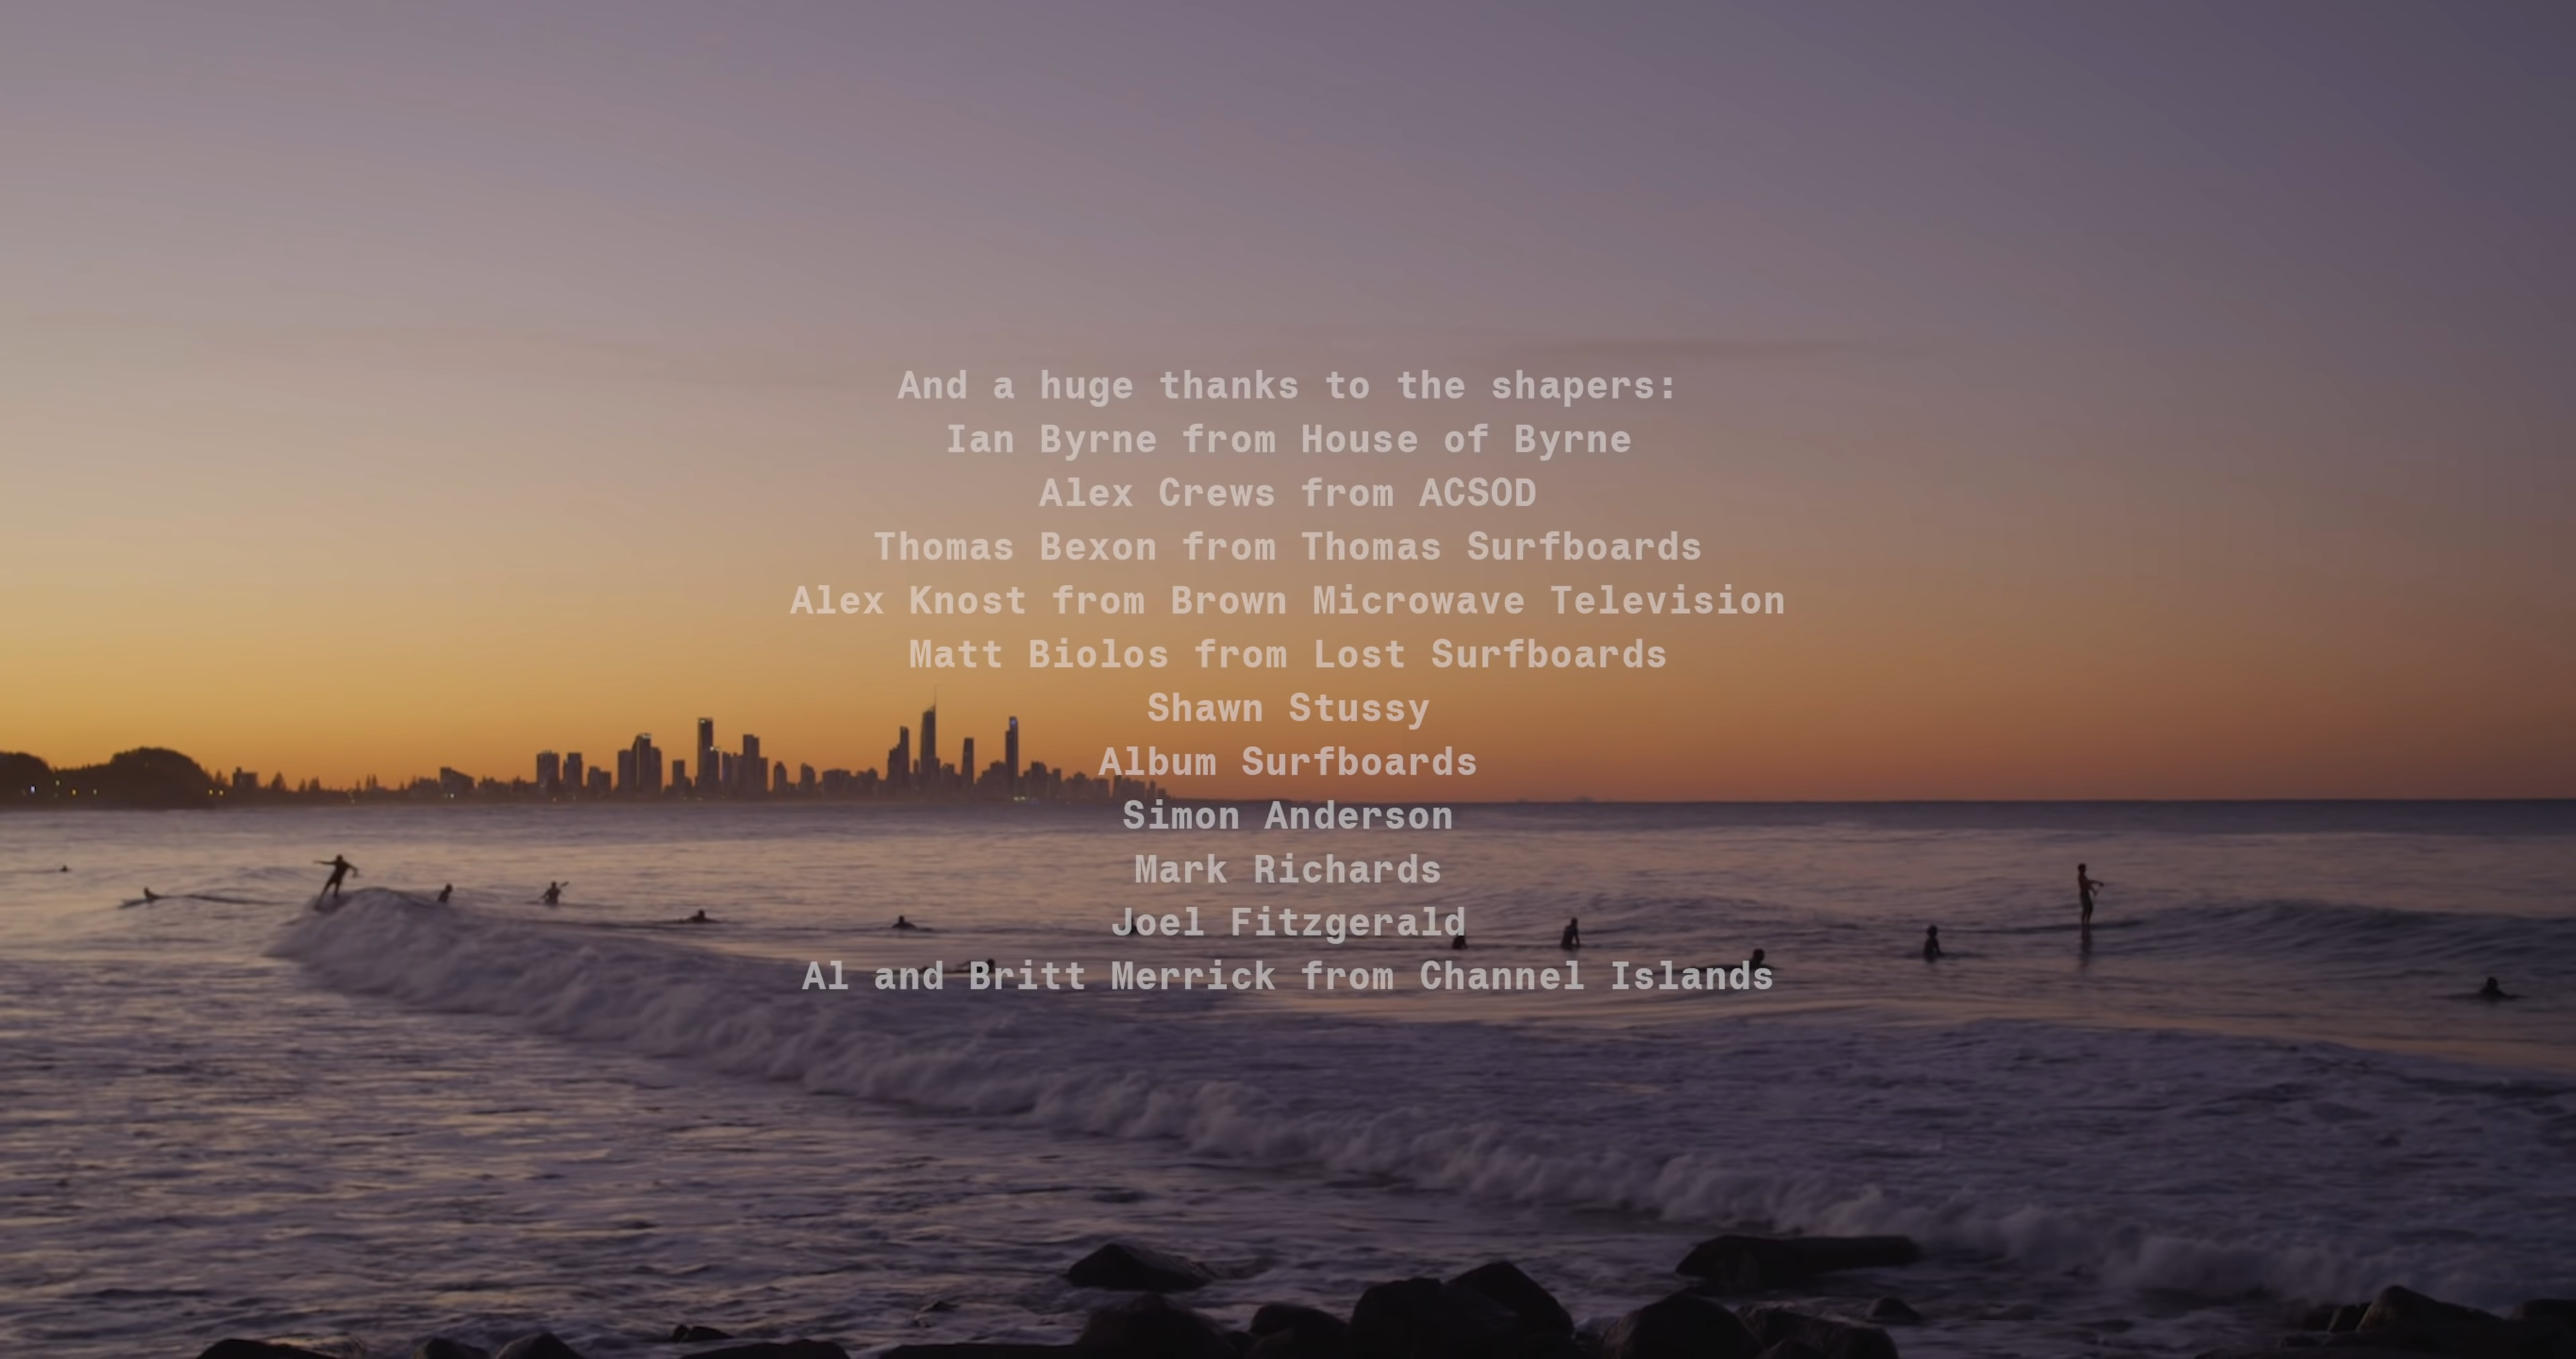 And a huge thanks to the shapers:
Ian Byrne from House of Byrne
Alex Crews from ACSOD
Thomas Bexon from Thomas Surfboards
Alex Knost from Brown Microwave Television
Matt Biolos from Lost Surfboards
Shawn Stussy
Album Surfboards
Simon Anderson
Mark Richards
Joel Fitzgerald
Al and Britt Merrick from Channel Islands